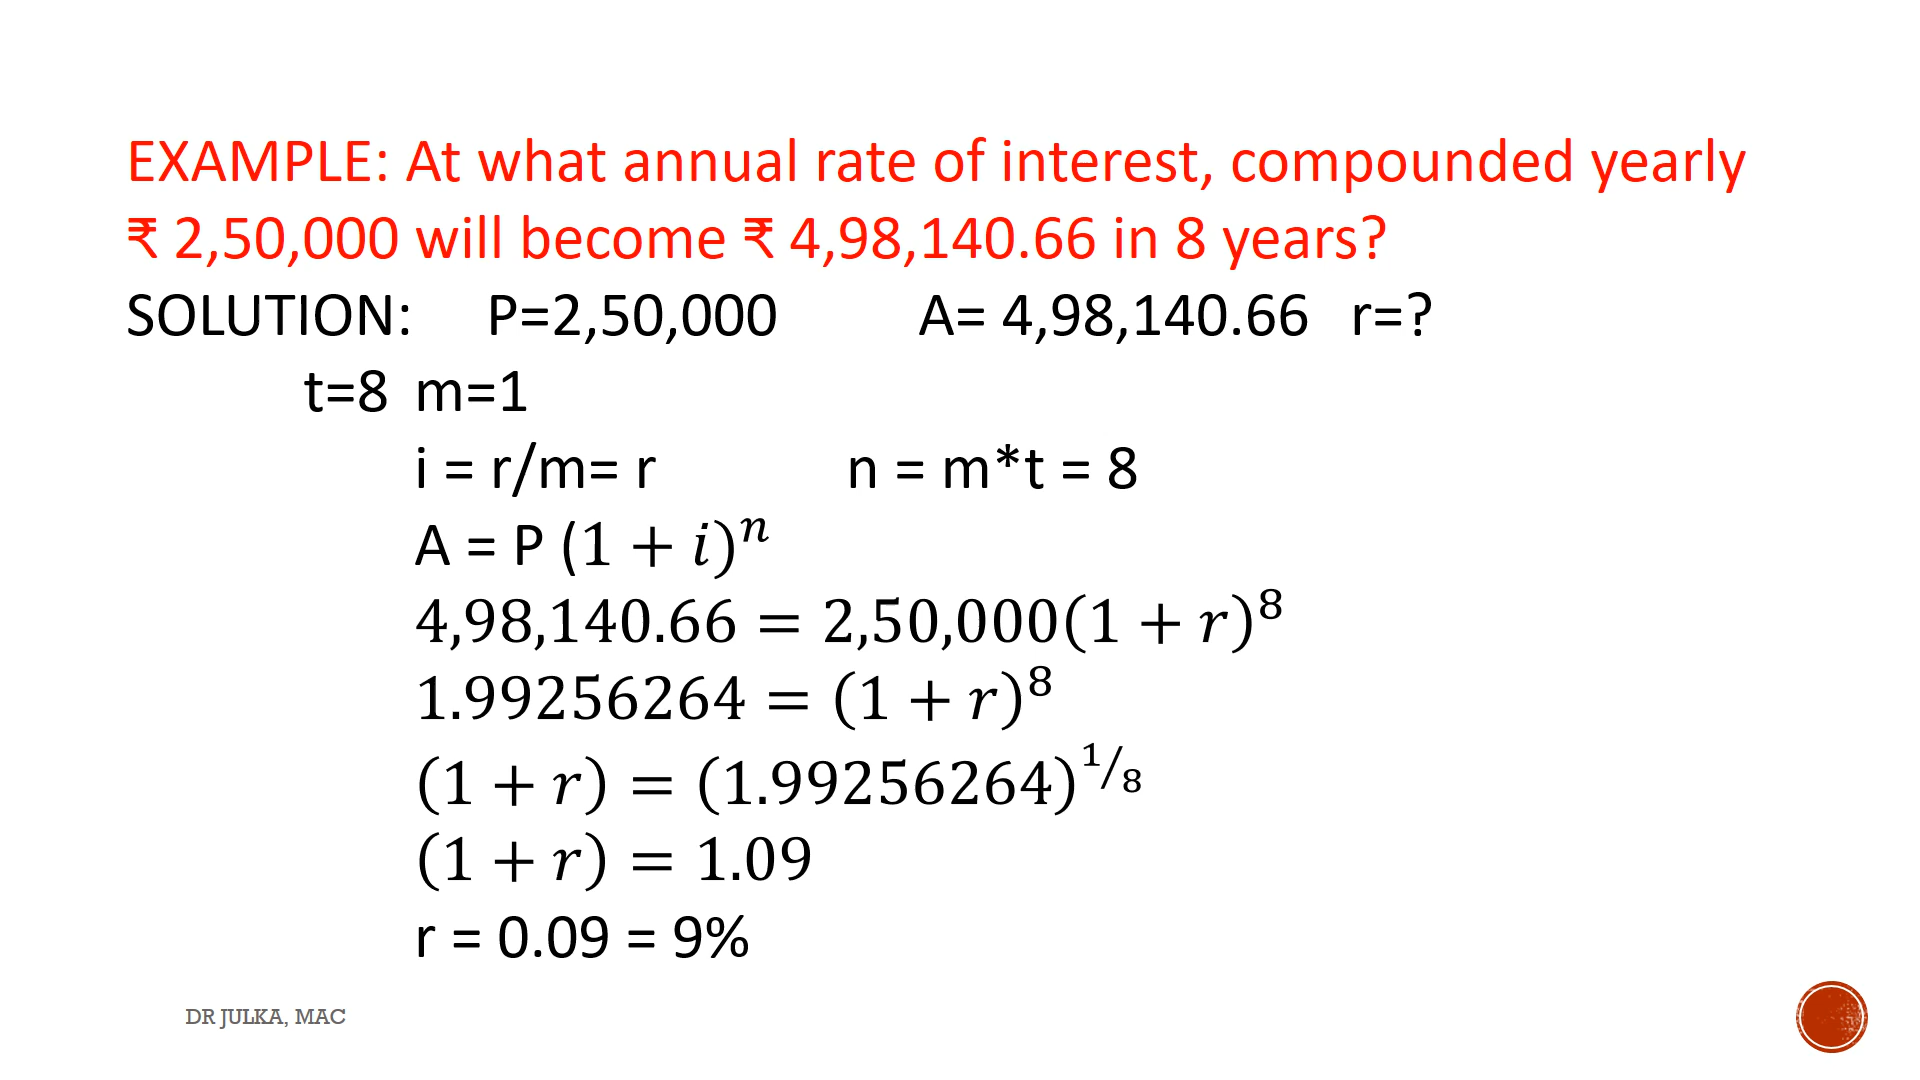 EXAMPLE: At what annual rate of interest, compounded yearly
₹ 2,50,000 will become ₹ 4,98,140.66 in 8 years?
SOLUTION: P=2,50,000 A= 4,98,140.66 r=?
t=8 m=1
i = r/m= r n = m*t = 8
A = P (1 + 𝑖)ⁿ
4,98,140.66 = 2,50,000(1 + 𝑟)⁸
1.99256264 = (1 + 𝑟)⁸
(1 + 𝑟) = (1.99256264)^1/8
(1 + 𝑟) = 1.09
r = 0.09 = 9%
DR JULKA, MAC